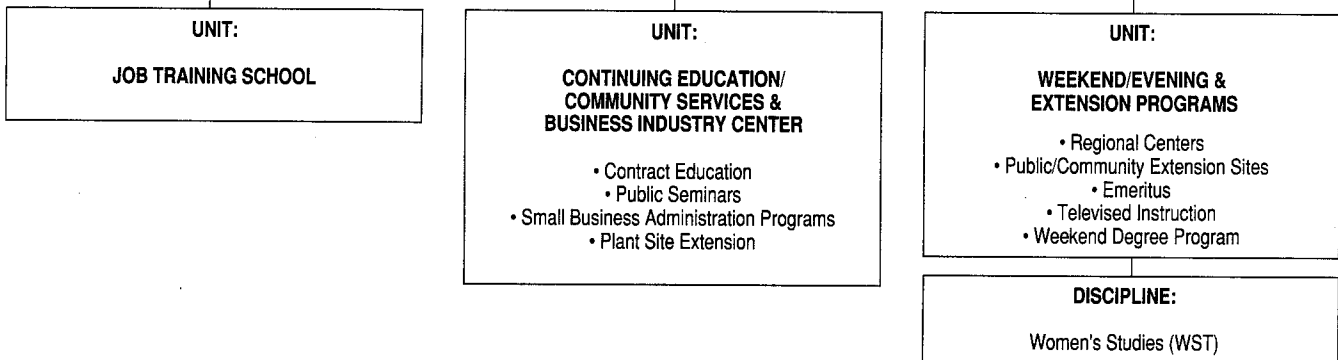 UNIT:
JOB TRAINING SCHOOL
UNIT:
CONTINUING EDUCATION/
COMMUNITY SERVICES &
BUSINESS INDUSTRY CENTER
• Contract Education
• Public Seminars
• Small Business Administration Programs
• Plant Site Extension
UNIT:
WEEKEND/EVENING &
EXTENSION PROGRAMS
• Regional Centers
• Public/Community Extension Sites
• Emeritus
• Televised Instruction
• Weekend Degree Program
DISCIPLINE:
Women's Studies (WST)